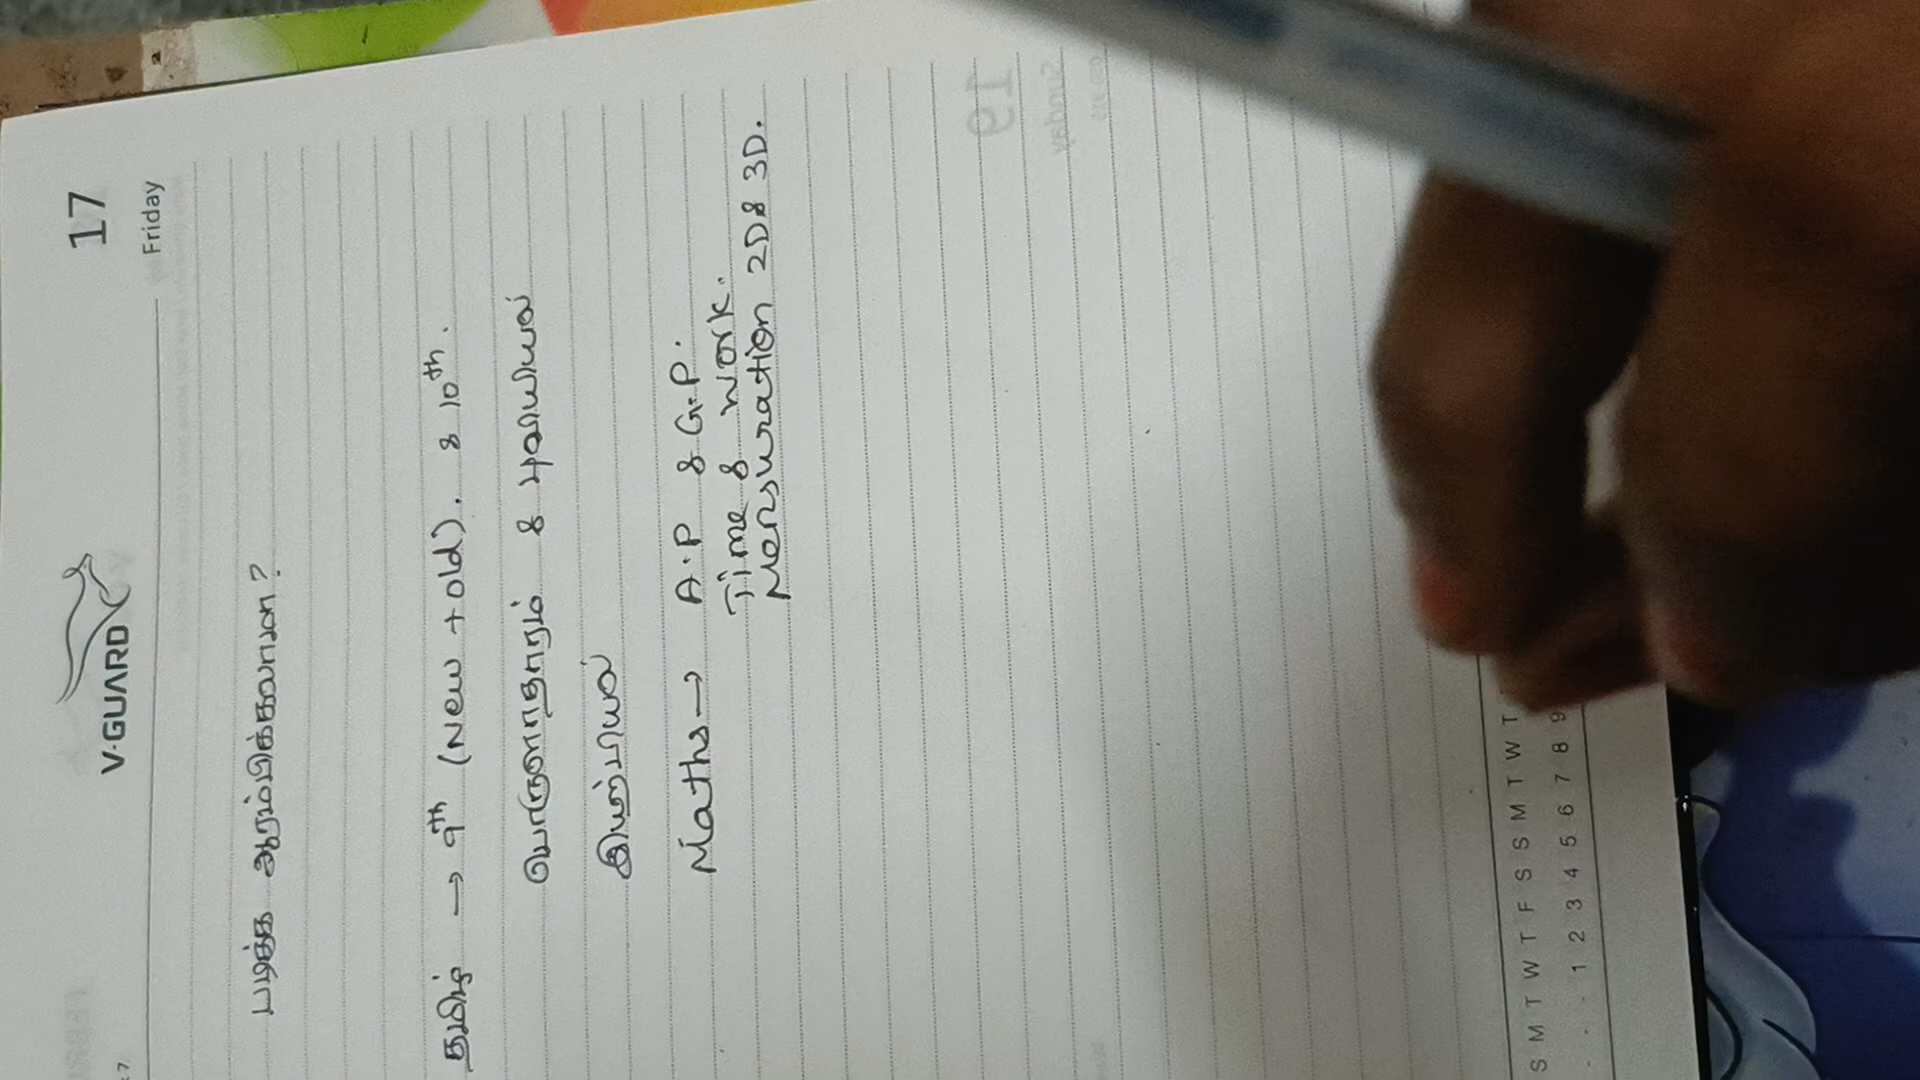 17
Friday
V-GUARD
படிக்க ஆரம்பிக்கலாமா?
தமிழ் → 9th (New + old). & 10th.
பொருளாதாரம் & புவியியல்
இயற்பியல்
Maths → A.P & G.P.
Time & work.
Mensuration 2D & 3D.
S M T W T F S S M T W T
- - 1 2 3 4 5 6 7 8 9